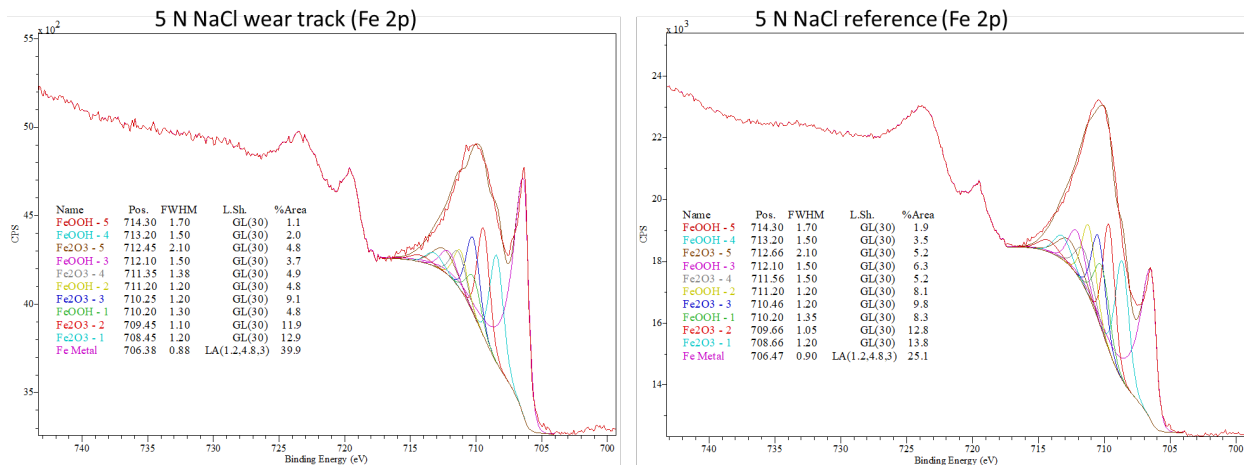 5 N NaCl wear track (Fe 2p)
x 10²
55
50
45
40
35
CPS
Name Pos. FWHM L.Sh. %Area
FeOOH - 5 714.30 1.70 GL(30) 1.1
FeOOH - 4 713.20 1.50 GL(30) 2.0
Fe2O3 - 5 712.45 2.10 GL(30) 4.8
FeOOH - 3 712.10 1.50 GL(30) 3.7
Fe2O3 - 4 711.35 1.38 GL(30) 4.9
FeOOH - 2 711.20 1.20 GL(30) 4.8
Fe2O3 - 3 710.25 1.20 GL(30) 9.1
FeOOH - 1 710.20 1.30 GL(30) 4.8
Fe2O3 - 2 709.45 1.10 GL(30) 11.9
Fe2O3 - 1 708.45 1.20 GL(30) 12.9
Fe Metal 706.38 0.88 LA(1.2,4.8,3) 39.9
740 735 730 725 720 715 710 705 700
Binding Energy (eV)
5 N NaCl reference (Fe 2p)
x 10³
24
22
20
18
16
14
CPS
Name Pos. FWHM L.Sh. %Area
FeOOH - 5 714.30 1.70 GL(30) 1.9
FeOOH - 4 713.20 1.50 GL(30) 3.5
Fe2O3 - 5 712.66 2.10 GL(30) 5.2
FeOOH - 3 712.10 1.50 GL(30) 6.3
Fe2O3 - 4 711.56 1.50 GL(30) 5.2
FeOOH - 2 711.20 1.20 GL(30) 8.1
Fe2O3 - 3 710.46 1.20 GL(30) 9.8
FeOOH - 1 710.20 1.35 GL(30) 8.3
Fe2O3 - 2 709.66 1.05 GL(30) 12.8
Fe2O3 - 1 708.66 1.20 GL(30) 13.8
Fe Metal 706.47 0.90 LA(1.2,4.8,3) 25.1
740 735 730 725 720 715 710 705 700
Binding Energy (eV)